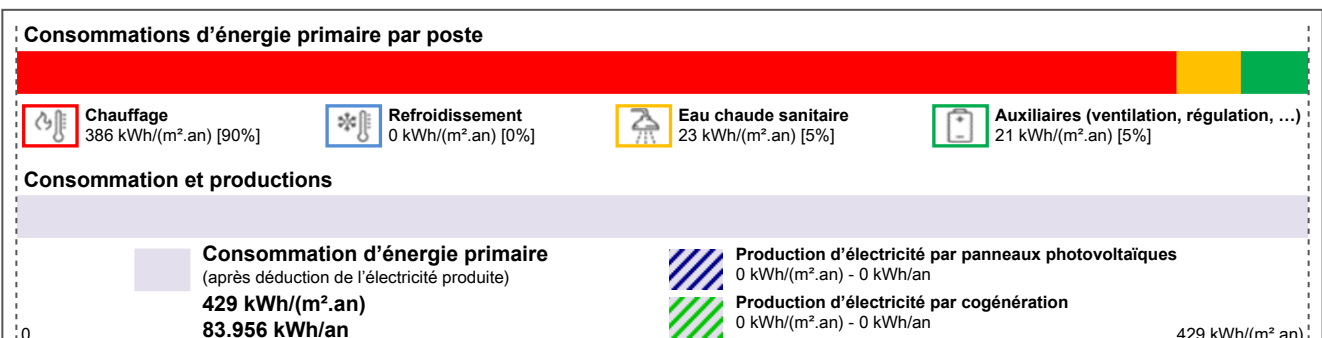 Consommations d’énergie primaire par poste
Chauffage
386 kWh/(m².an) [90%]
Refroidissement
0 kWh/(m².an) [0%]
Eau chaude sanitaire
23 kWh/(m².an) [5%]
Auxiliaires (ventilation, régulation, …)
21 kWh/(m².an) [5%]
Consommation et productions
Consommation d’énergie primaire
(après déduction de l’électricité produite)
429 kWh/(m².an)
83.956 kWh/an
Production d’électricité par panneaux photovoltaïques
0 kWh/(m².an) - 0 kWh/an
Production d’électricité par cogénération
0 kWh/(m².an) - 0 kWh/an
0
429 kWh/(m².an)